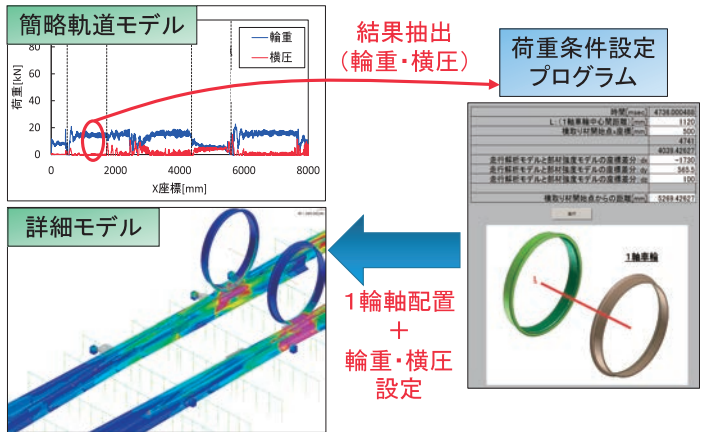 簡略軌道モデル
荷重[kN]
80
60
40
20
0
0
2000
4000
6000
8000
X座標[mm]
輪重
横圧
結果抽出
(輪重・横圧)
荷重条件設定
プログラム
時間[msec] 4736.000488
L:(1軸車輪中心間距離)[mm] 1120
横取り材開始点x座標[mm] 500
4741
4039.42627
走行解析モデルと部材強度モデルの座標差分:dx -1730
走行解析モデルと部材強度モデルの座標差分:dy 565.5
走行解析モデルと部材強度モデルの座標差分:dz 100
横取り材開始点からの距離[mm] 5269.42627
1軸車輪
L
詳細モデル
1輪軸配置
+
輪重・横圧
設定